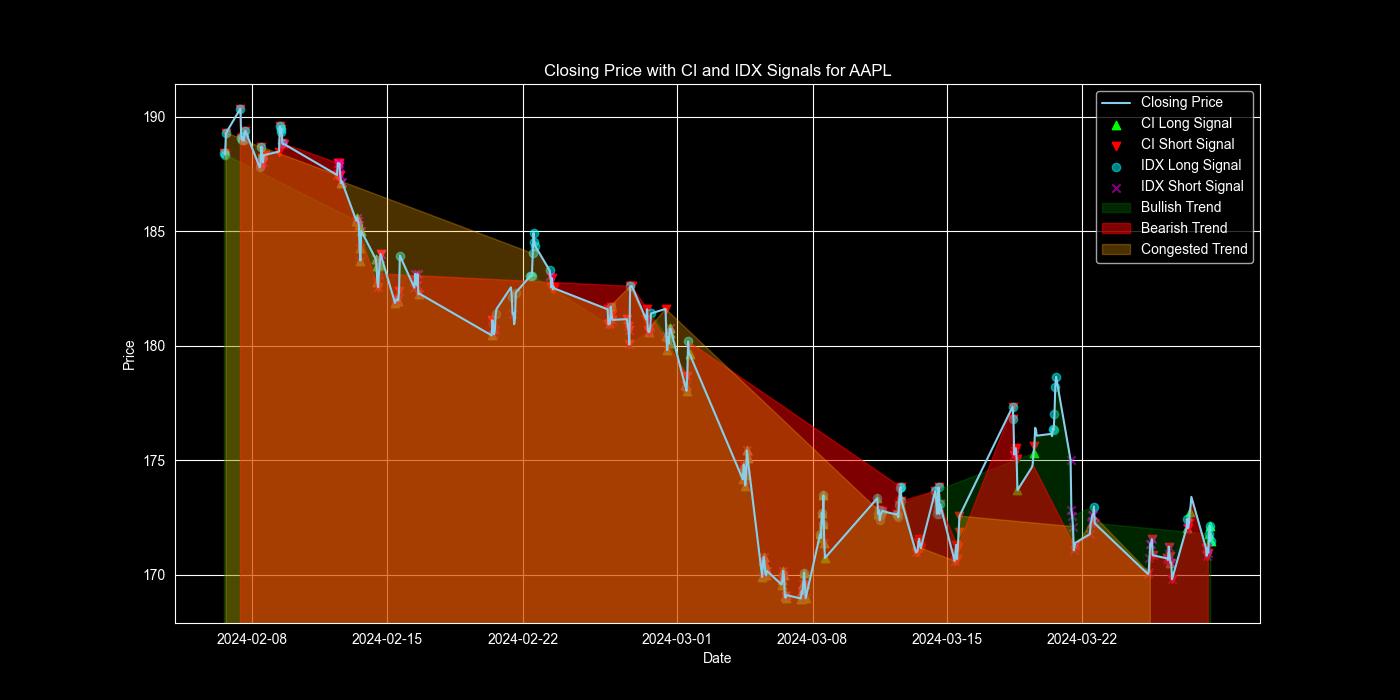 Closing Price with CI and IDX Signals for AAPL
Closing Price
CI Long Signal
CI Short Signal
IDX Long Signal
IDX Short Signal
Bullish Trend
Bearish Trend
Congested Trend
190
185
180
175
170
Price
2024-02-08
2024-02-15
2024-02-22
2024-03-01
2024-03-08
2024-03-15
2024-03-22
Date